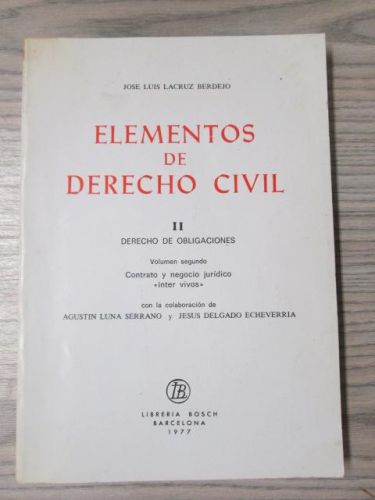 JOSE LUIS LACRUZ BERDEJO
ELEMENTOS
DE
DERECHO CIVIL
II
DERECHO DE OBLIGACIONES
Volumen segundo
Contrato y negocio jurídico
«inter vivos»
con la colaboración de
AGUSTIN LUNA SERRANO y JESUS DELGADO ECHEVERRIA
LB
LIBRERIA BOSCH
BARCELONA
1977